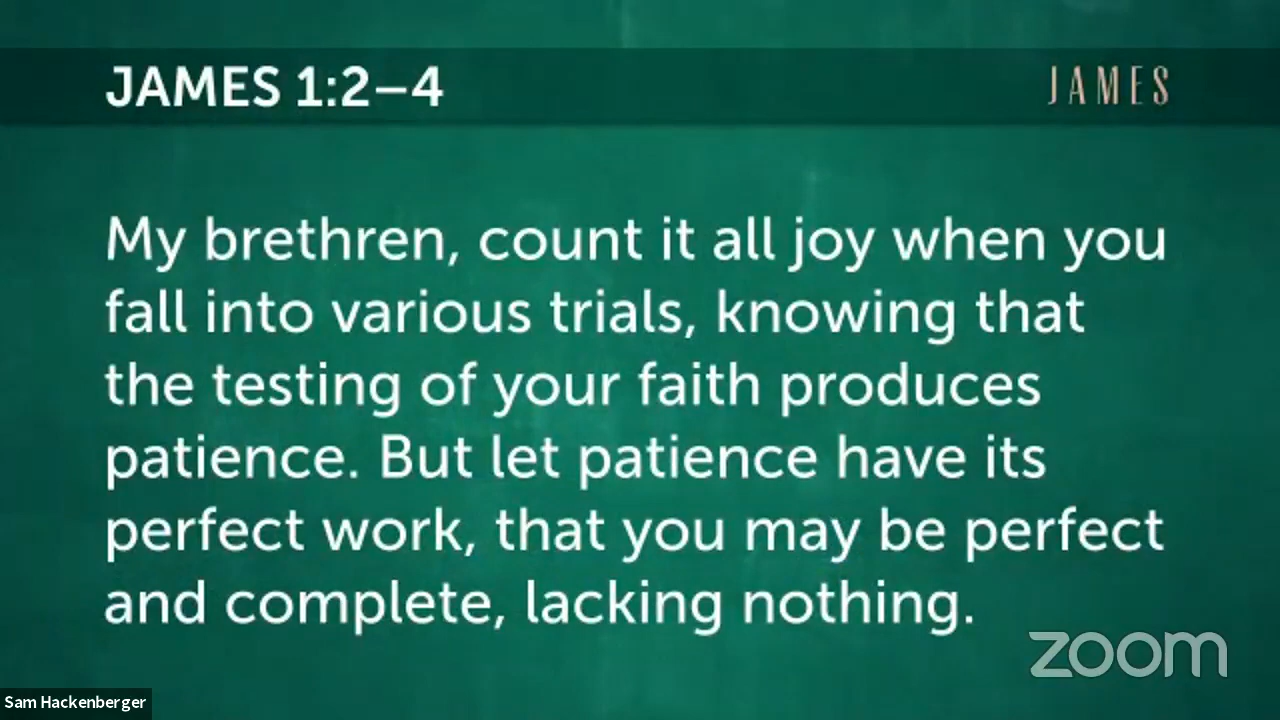 JAMES 1:2–4
JAMES
My brethren, count it all joy when you
fall into various trials, knowing that
the testing of your faith produces
patience. But let patience have its
perfect work, that you may be perfect
and complete, lacking nothing.
zoom
Sam Hackenberger